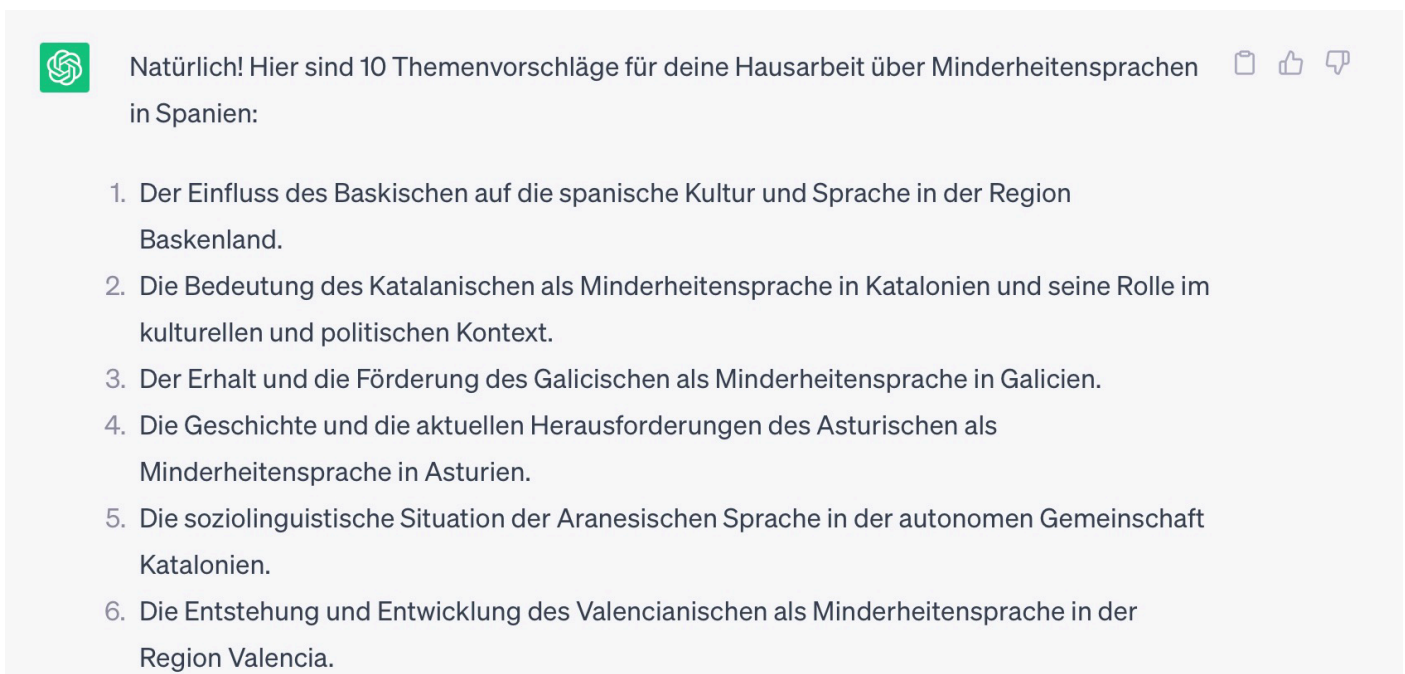 Natürlich! Hier sind 10 Themenvorschläge für deine Hausarbeit über Minderheitensprachen
in Spanien:
1. Der Einfluss des Baskischen auf die spanische Kultur und Sprache in der Region
Baskenland.
2. Die Bedeutung des Katalanischen als Minderheitensprache in Katalonien und seine Rolle im
kulturellen und politischen Kontext.
3. Der Erhalt und die Förderung des Galicischen als Minderheitensprache in Galicien.
4. Die Geschichte und die aktuellen Herausforderungen des Asturischen als
Minderheitensprache in Asturien.
5. Die soziolinguistische Situation der Aranesischen Sprache in der autonomen Gemeinschaft
Katalonien.
6. Die Entstehung und Entwicklung des Valencianischen als Minderheitensprache in der
Region Valencia.